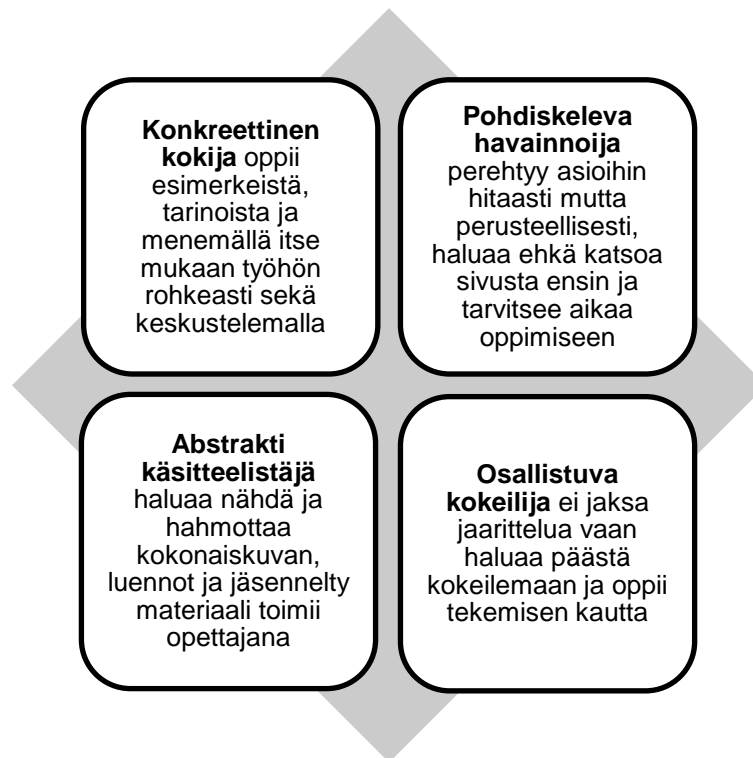 Konkreettinen
kokija oppii
esimerkeistä,
tarinoista ja
menemällä itse
mukaan työhön
rohkeasti sekä
keskustelemalla
Pohdiskeleva
havainnoija
perehtyy asioihin
hitaasti mutta
perusteellisesti,
haluaa ehkä katsoa
sivusta ensin ja
tarvitsee aikaa
oppimiseen
Abstrakti
käsitteelistäjä
haluaa nähdä ja
hahmottaa
kokonaiskuvan,
luennot ja jäsennelty
materiaali toimii
opettajana
Osallistuva
kokeilija ei jaksa
jaarittelua vaan
haluaa päästä
kokeilemaan ja oppii
tekemisen kautta